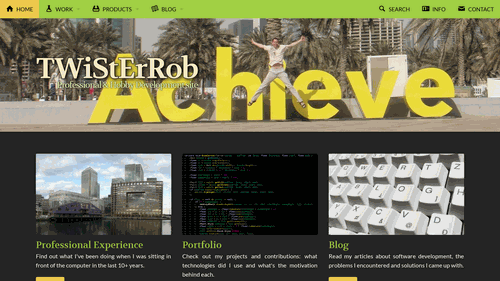 HOME WORK PRODUCTS BLOG SEARCH INFO CONTACT
TWiStErRob
Professional & Hobby Development site
Achieve
Professional Experience
Find out what I've been doing when I was sitting in
front of the computer in the last 10+ years.
Portfolio
Check out my projects and contributions: what
technologies did I use and what's the motivation
behind each.
Blog
Read my articles about software development, the
problems I encountered and solutions I came up with.